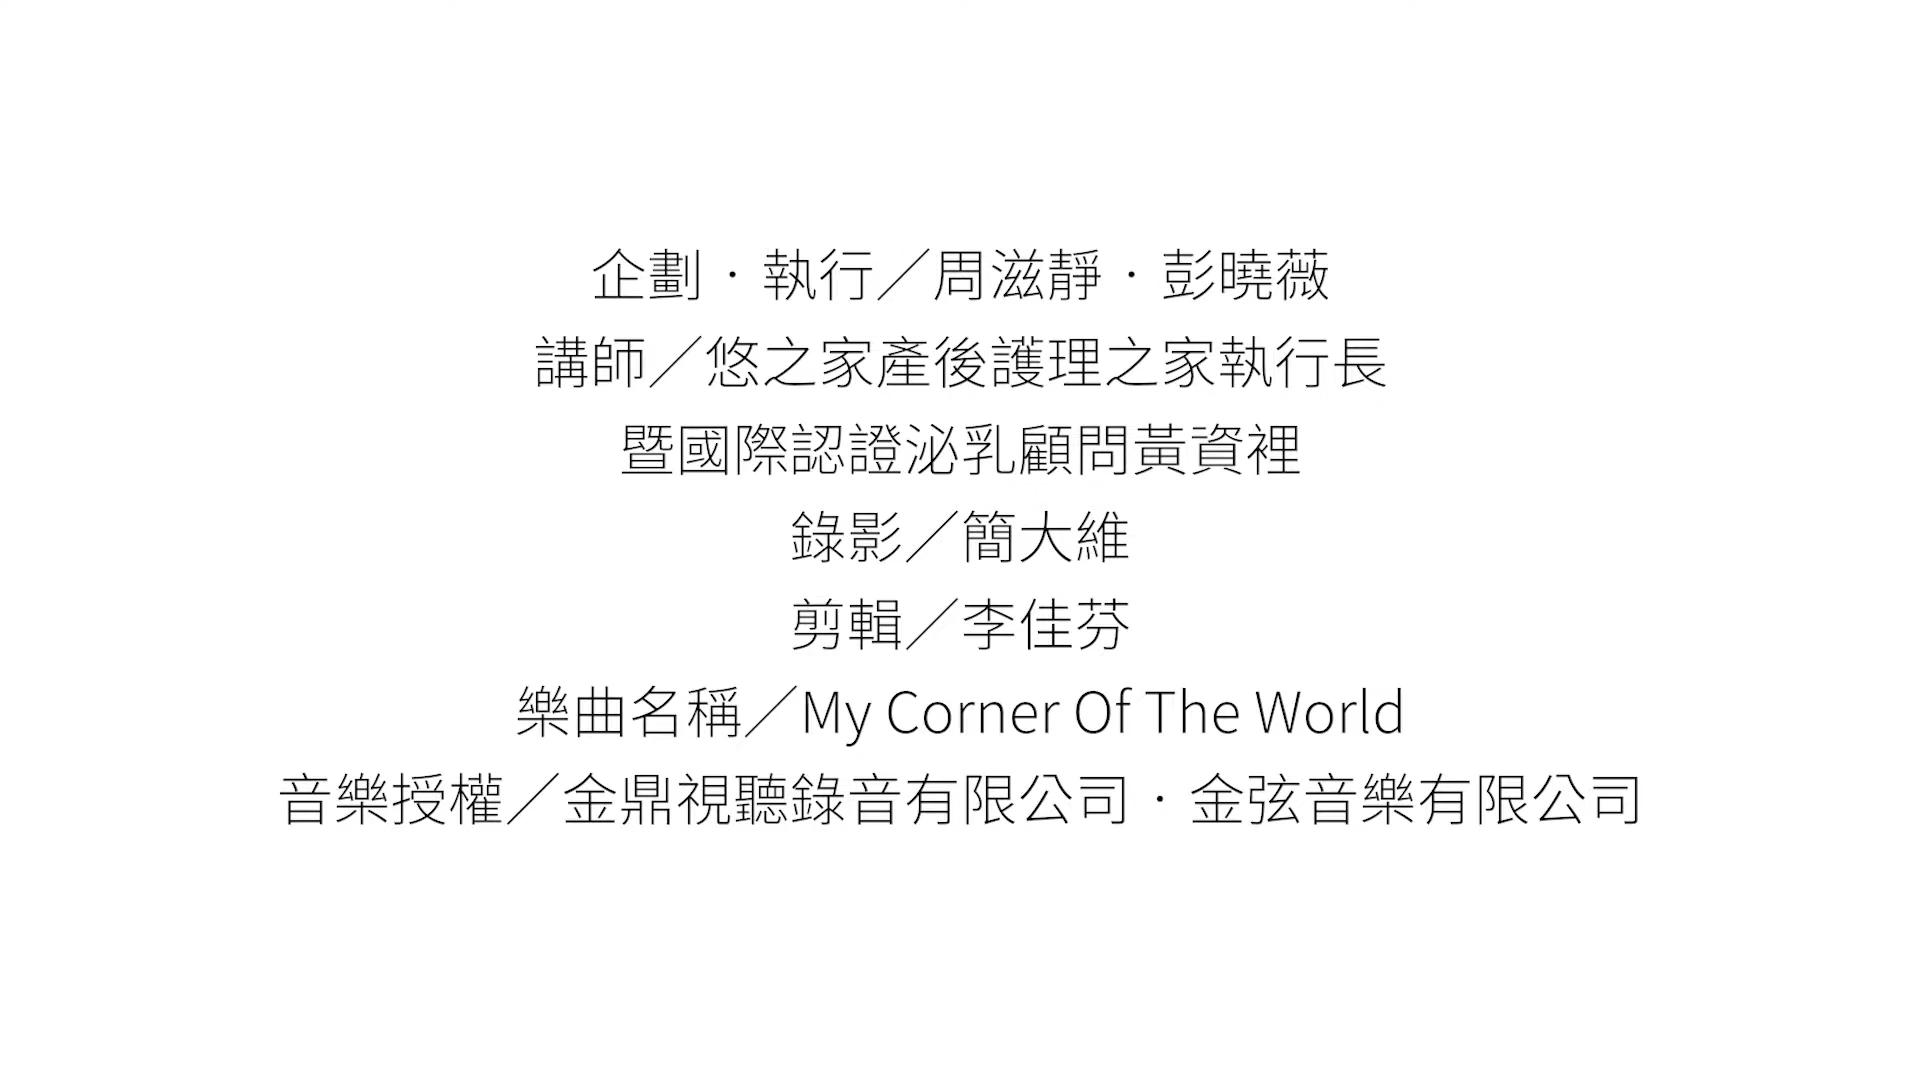 企劃．執行／周滋靜．彭曉薇
講師／悠之家產後護理之家執行長
暨國際認證泌乳顧問黃資裡
錄影／簡大維
剪輯／李佳芬
樂曲名稱／My Corner Of The World
音樂授權／金鼎視聽錄音有限公司．金弦音樂有限公司